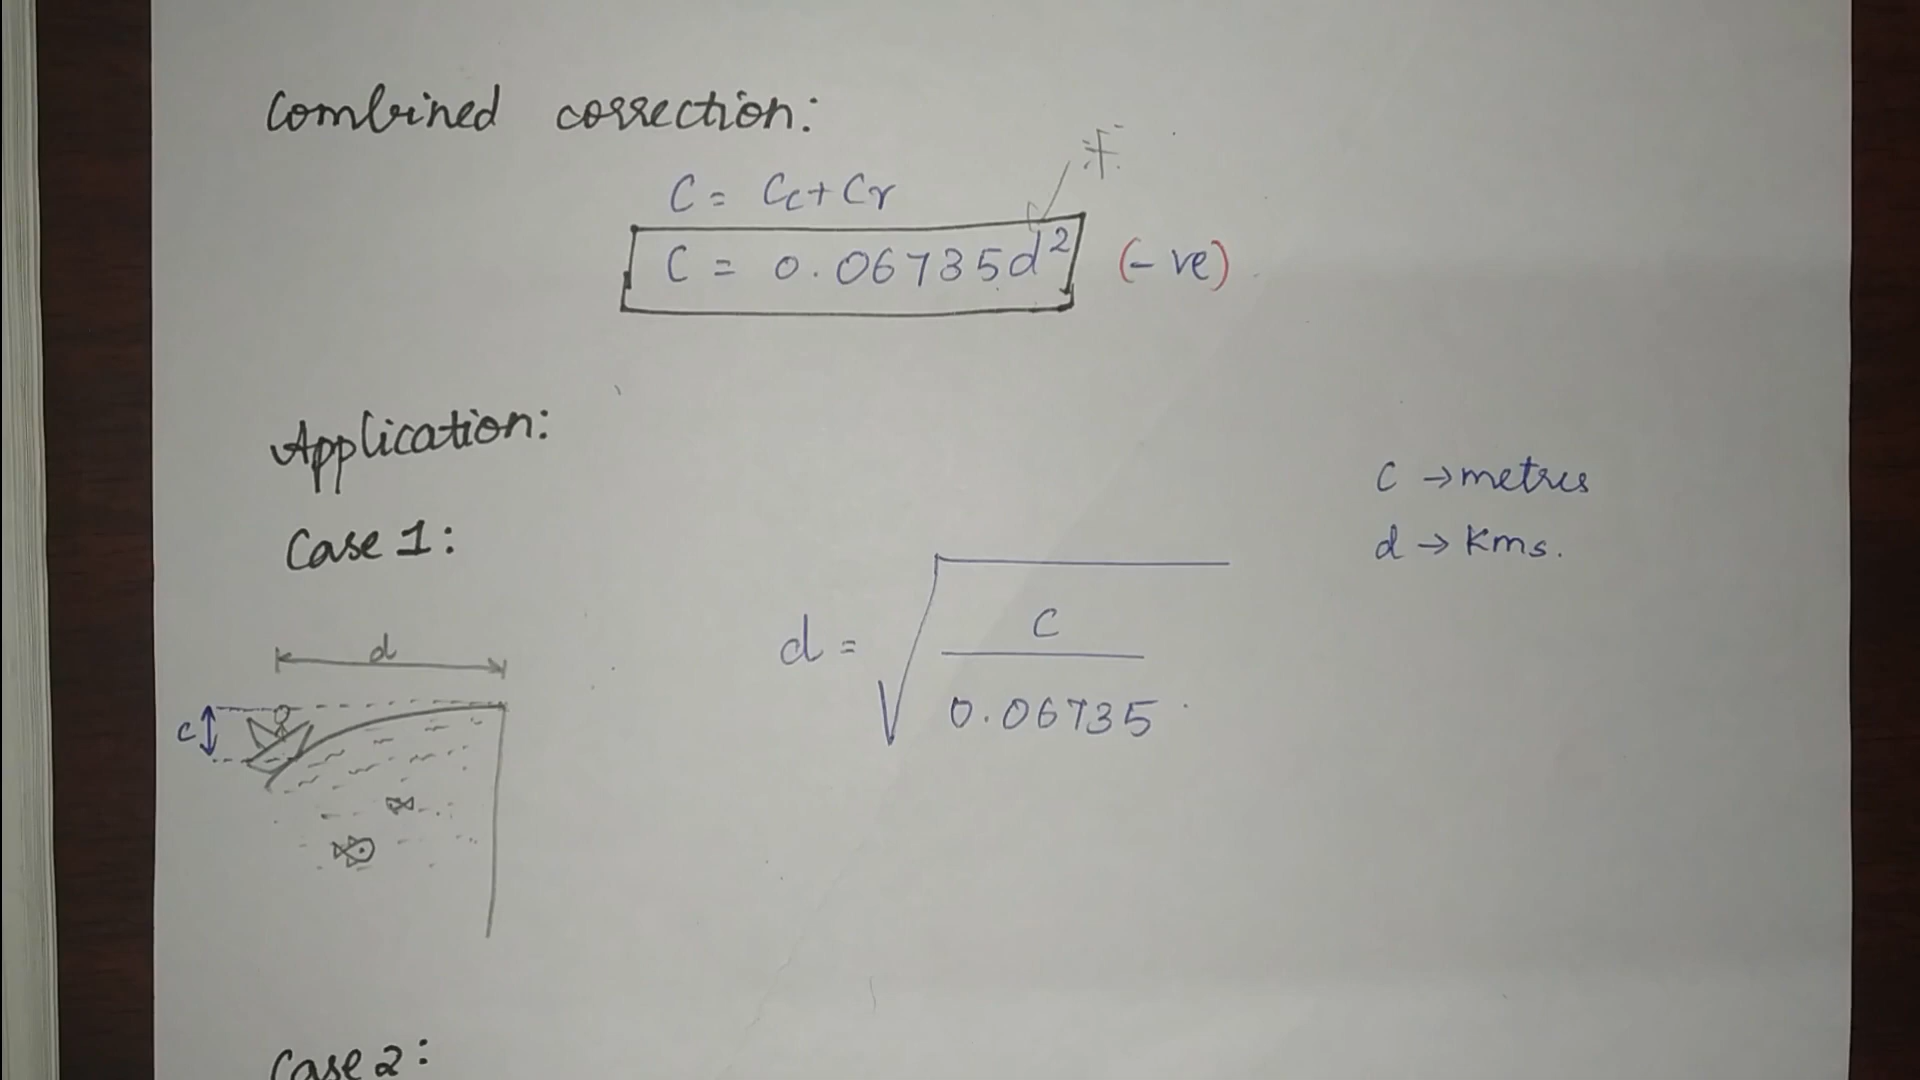 Combined correction:
C = Cc + Cr
C = 0.06735d² (-ve)
Application:
C → metres
Case 1:
d → Kms.
d
d = √(C / 0.06735)
C
Case 2: